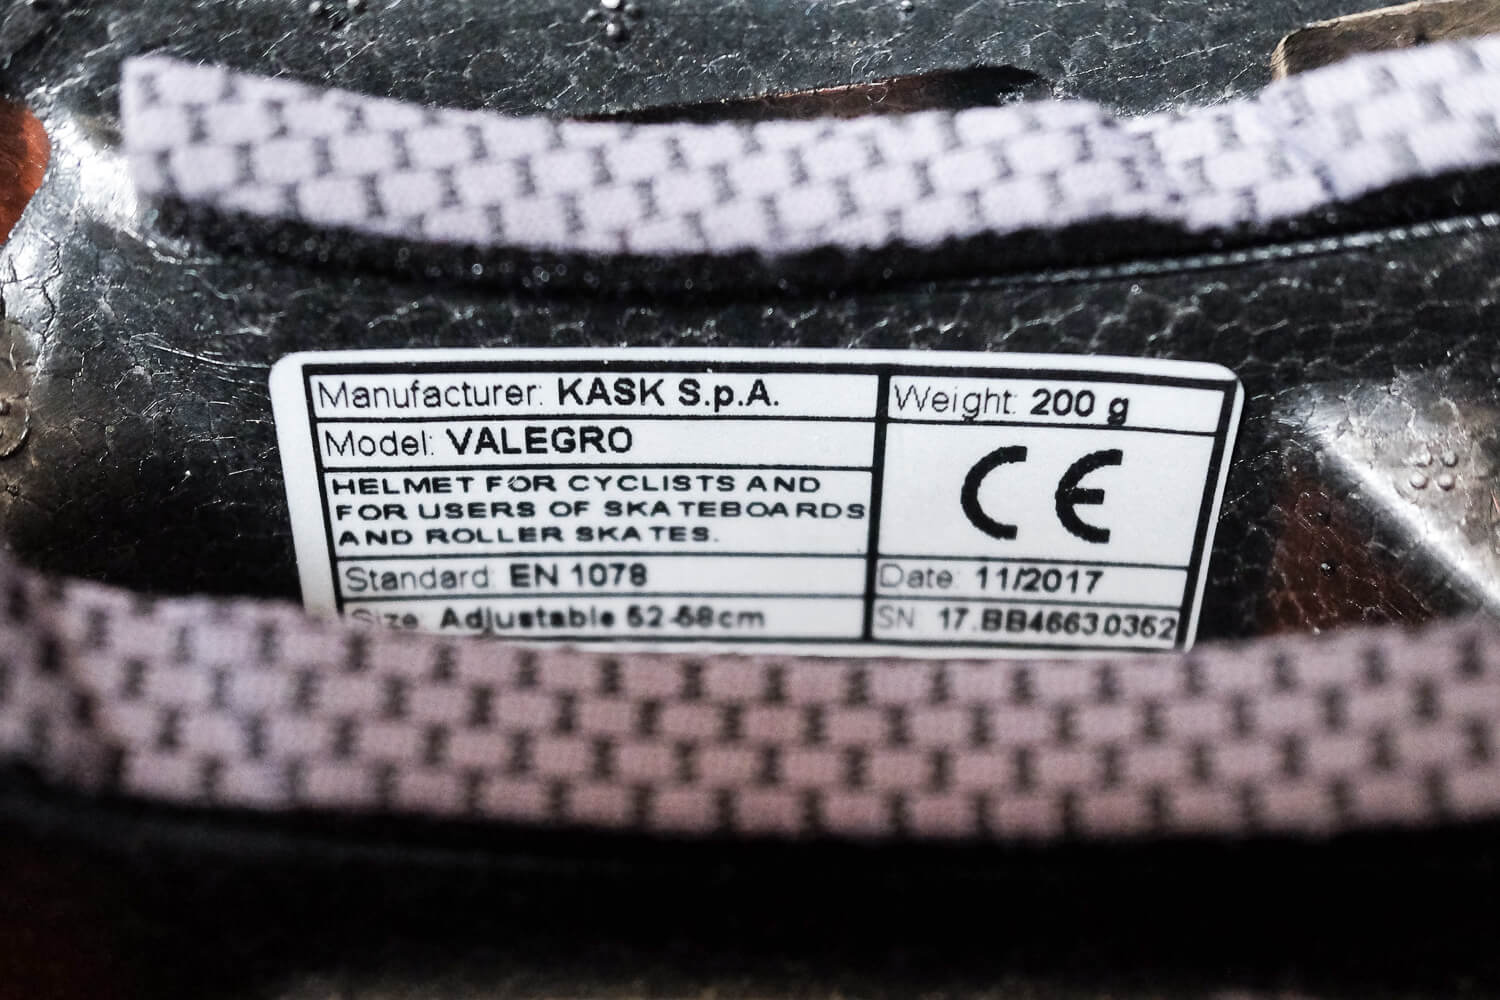 Manufacturer: KASK S.p.A.
Weight: 200 g
Model: VALEGRO
CE
HELMET FOR CYCLISTS AND
FOR USERS OF SKATEBOARDS
AND ROLLER SKATES.
Standard: EN 1078
Date: 11/2017
Size: Adjustable 52-58cm
SN 17.BB46630352